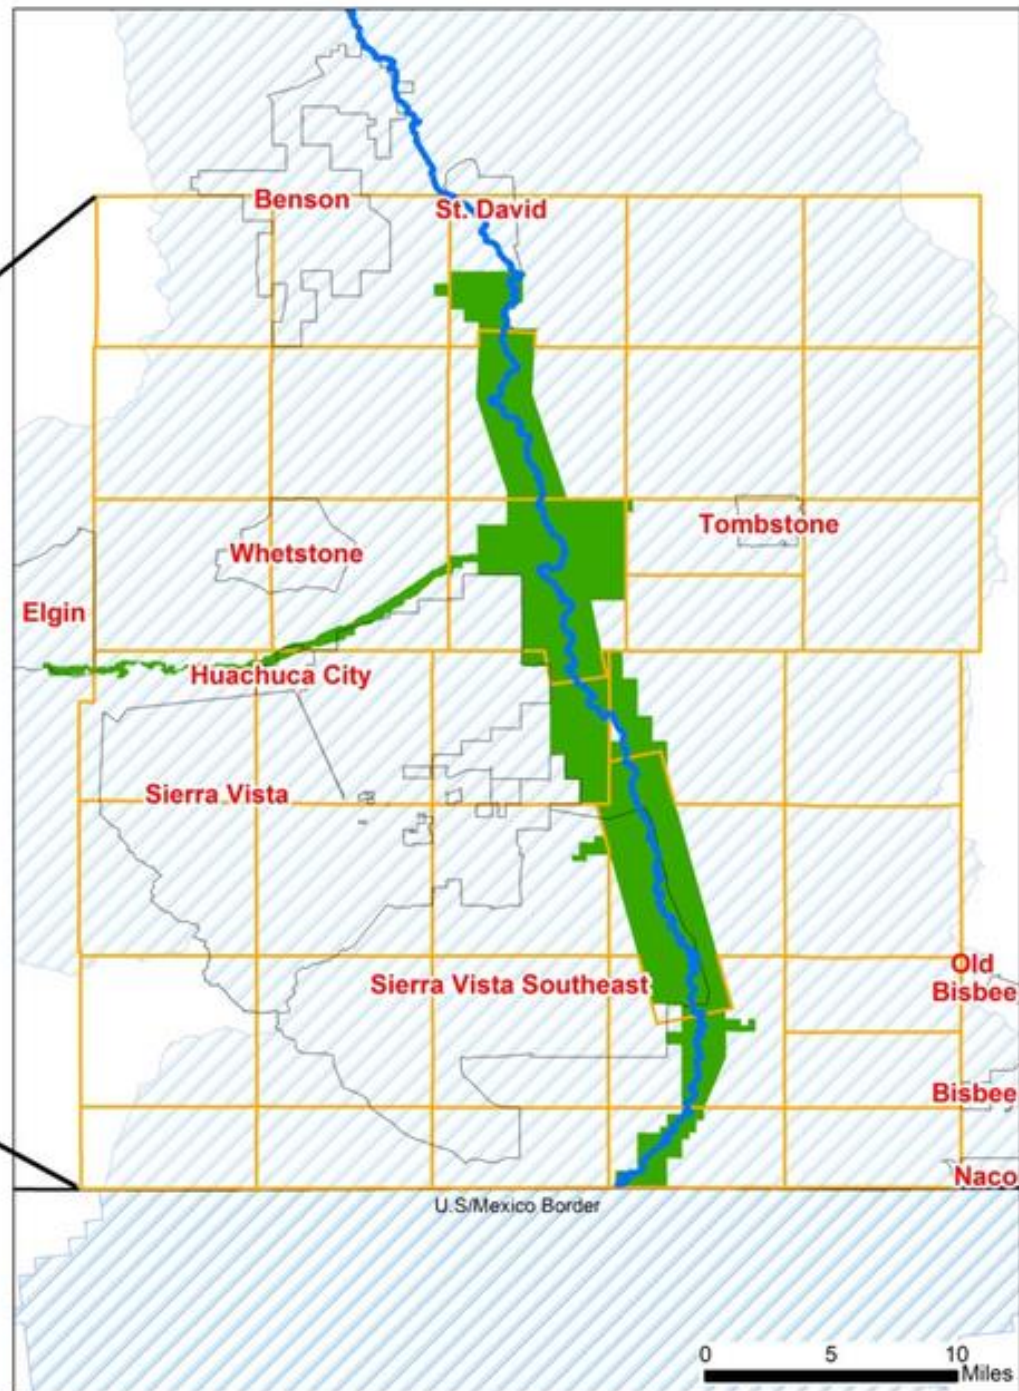 Benson
St. David
Tombstone
Whetstone
Elgin
Huachuca City
Sierra Vista
Old
Bisbee
Sierra Vista Southeast
Bisbee
Naco
U.S/Mexico Border
0 5 10
Miles